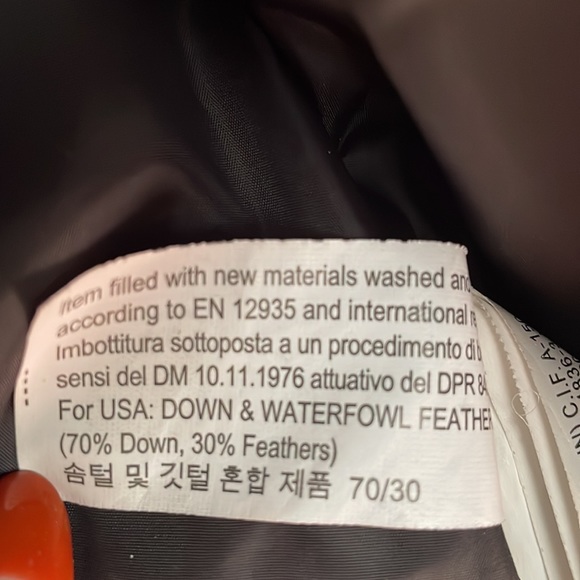 Item filled with new materials washed and
according to EN 12935 and international
Imbottitura sottoposta a un procedimento di
sensi del DM 10.11.1976 attuativo del DPR
For USA: DOWN & WATERFOWL
(70% Down, 30% Feathers)
솜털 및 깃털 혼합 제품 70/30
C.I.F.